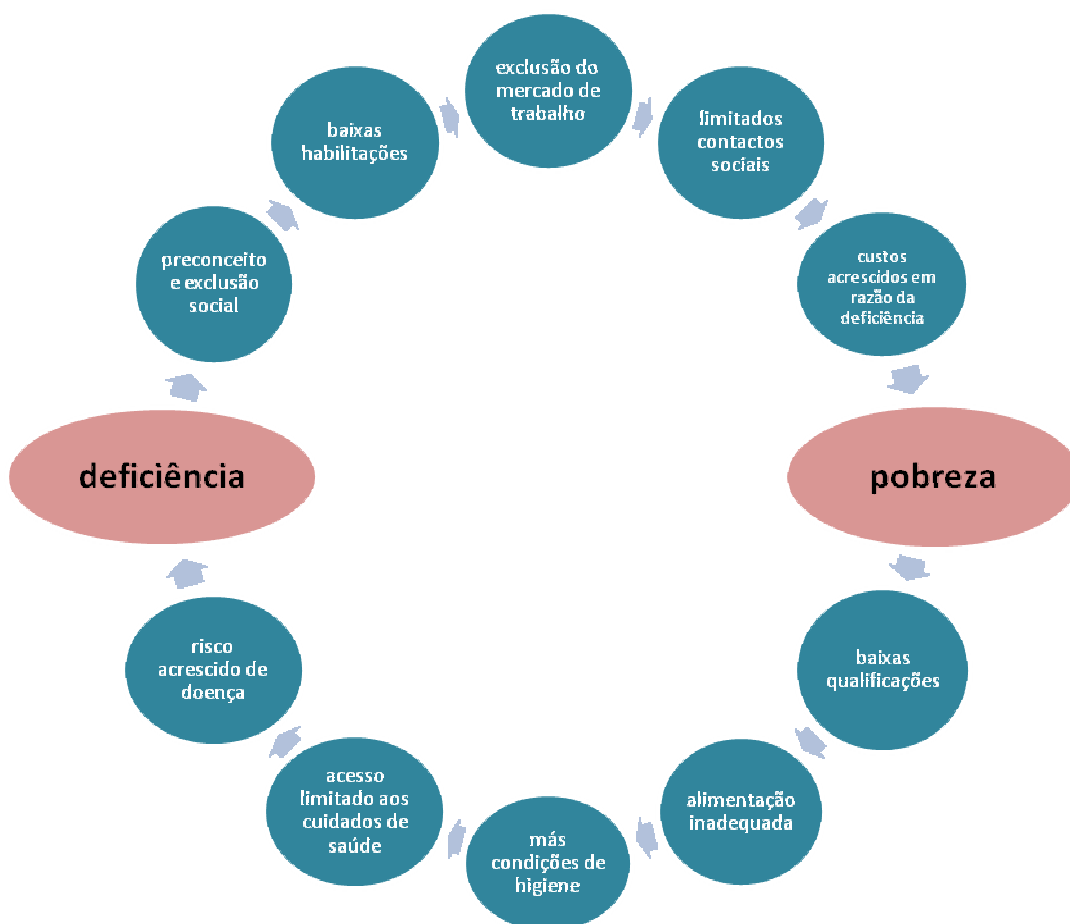 exclusão do
mercado de
trabalho
limitados
contactos
sociais
custos
acrescidos em
razão da
deficiência
pobreza
baixas
qualificações
alimentação
inadequada
más
condições de
higiene
acesso
limitado aos
cuidados de
saúde
risco
acrescido de
doença
deficiência
preconceito
e exclusão
social
baixas
habilitações